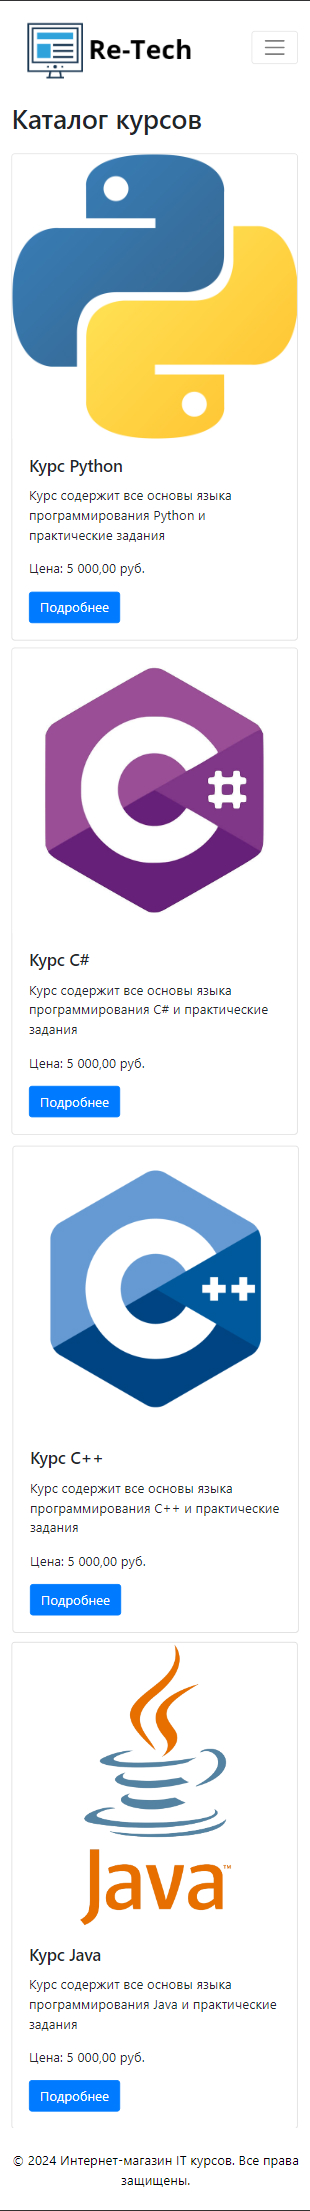 Re-Tech
Каталог курсов
Курс Python
Курс содержит все основы языка
программирования Python и
практические задания
Цена: 5 000,00 руб.
Подробнее
Курс C#
Курс содержит все основы языка
программирования C# и практические
задания
Цена: 5 000,00 руб.
Подробнее
C++
Курс C++
Курс содержит все основы языка
программирования C++ и практические
задания
Цена: 5 000,00 руб.
Подробнее
Java™
Курс Java
Курс содержит все основы языка
программирования Java и практические
задания
Цена: 5 000,00 руб.
Подробнее
© 2024 Интернет-магазин IT курсов. Все права
защищены.